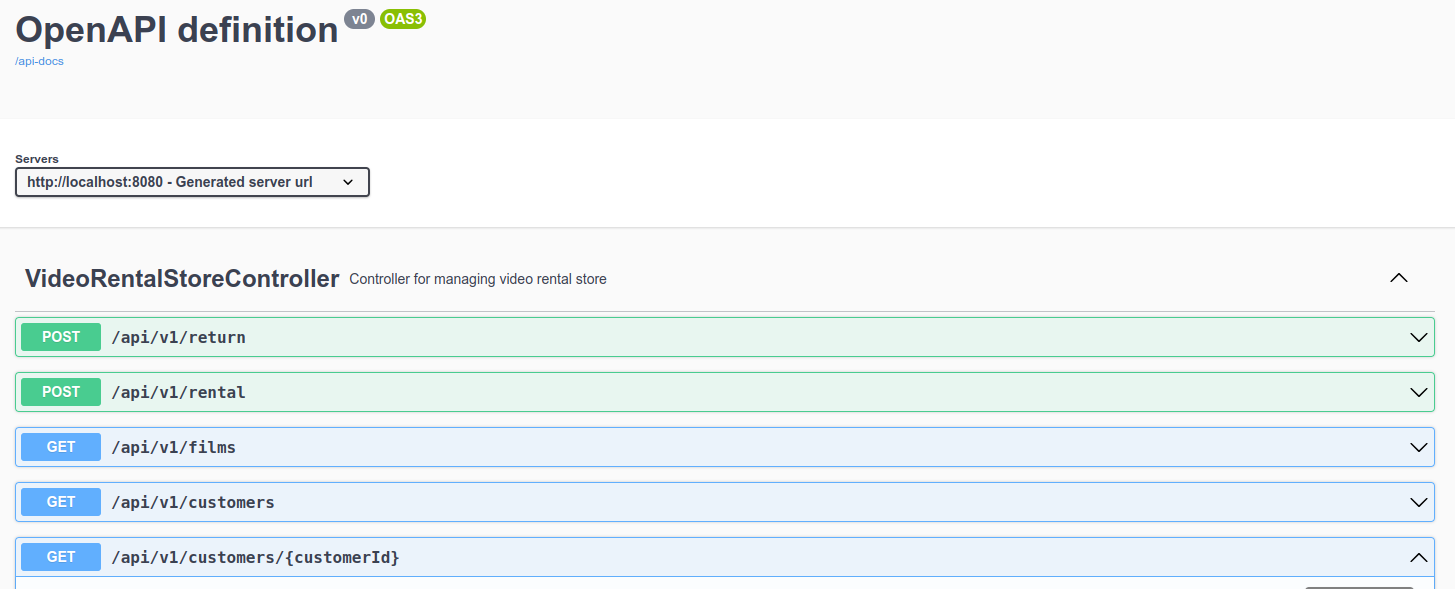 OpenAPI definition v0 OAS3
/api-docs
Servers
http://localhost:8080 - Generated server url
VideoRentalStoreController Controller for managing video rental store
POST /api/v1/return
POST /api/v1/rental
GET /api/v1/films
GET /api/v1/customers
GET /api/v1/customers/{customerId}